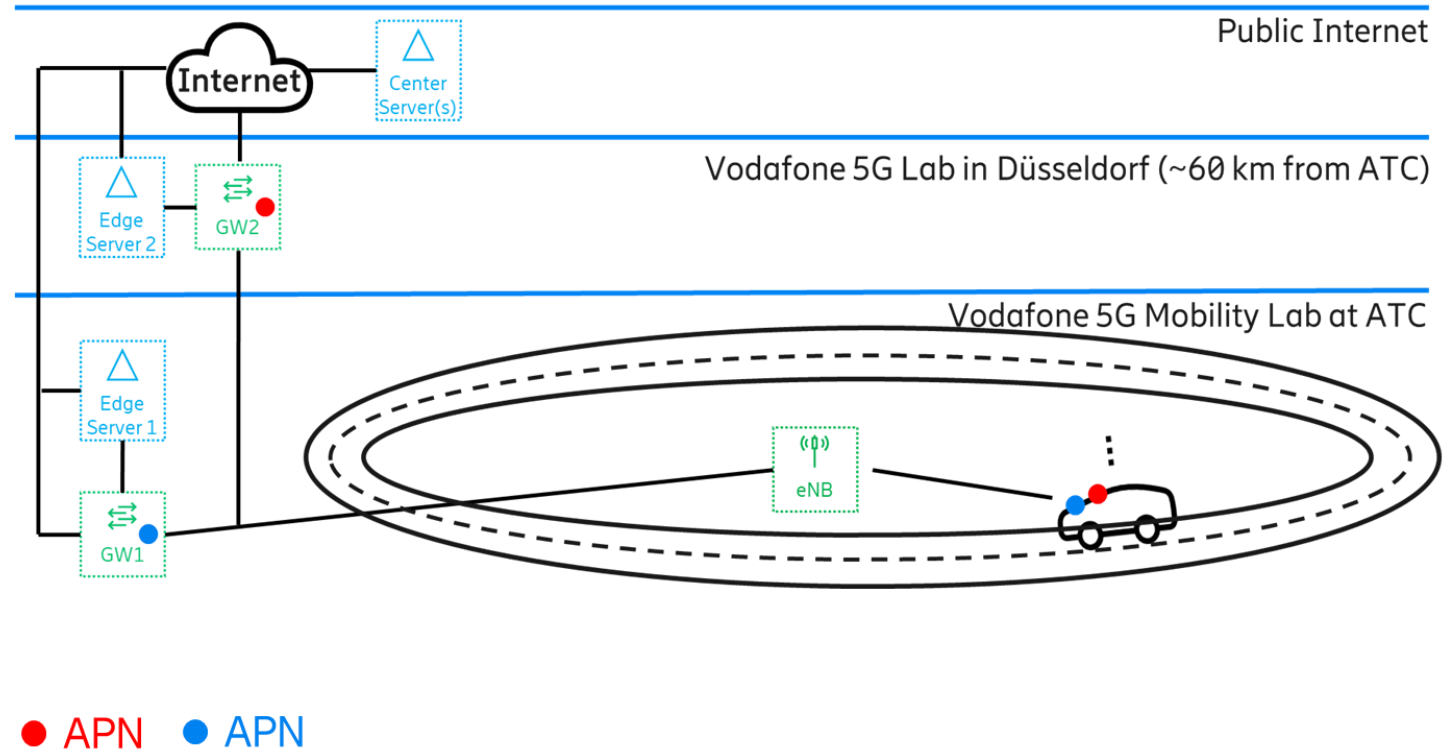 Public Internet
Internet
Center
Server(s)
Vodafone 5G Lab in Düsseldorf (~60 km from ATC)
Edge
Server 2
GW2
Vodafone 5G Mobility Lab at ATC
Edge
Server 1
eNB
GW1
APN
APN